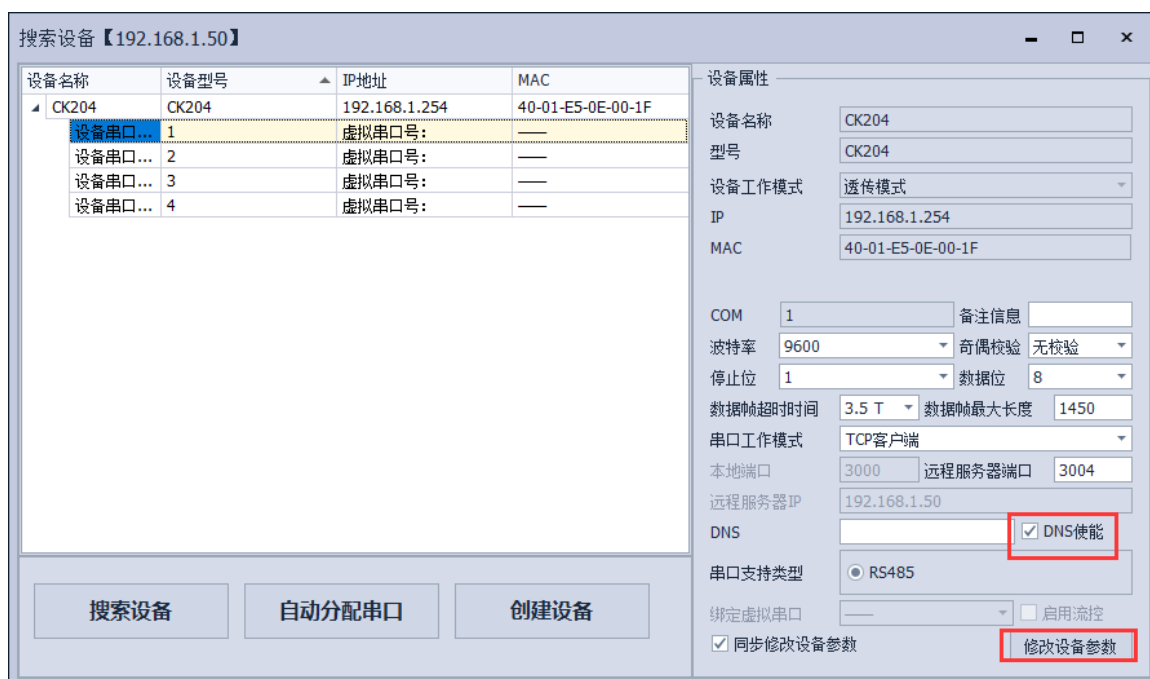 搜索设备【192.168.1.50】
设备名称 设备型号 IP地址 MAC
CK204 CK204 192.168.1.254 40-01-E5-0E-00-1F
设备串口... 1 虚拟串口号: ——
设备串口... 2 虚拟串口号: ——
设备串口... 3 虚拟串口号: ——
设备串口... 4 虚拟串口号: ——
搜索设备 自动分配串口 创建设备
设备属性
设备名称 CK204
型号 CK204
设备工作模式 透传模式
IP 192.168.1.254
MAC 40-01-E5-0E-00-1F
COM 1 备注信息
波特率 9600 奇偶校验 无校验
停止位 1 数据位 8
数据帧超时时间 3.5 T 数据帧最大长度 1450
串口工作模式 TCP客户端
本地端口 3000 远程服务器端口 3004
远程服务器IP 192.168.1.50
DNS DNS使能
串口支持类型 RS485
绑定虚拟串口 —— 启用流控
同步修改设备参数 修改设备参数